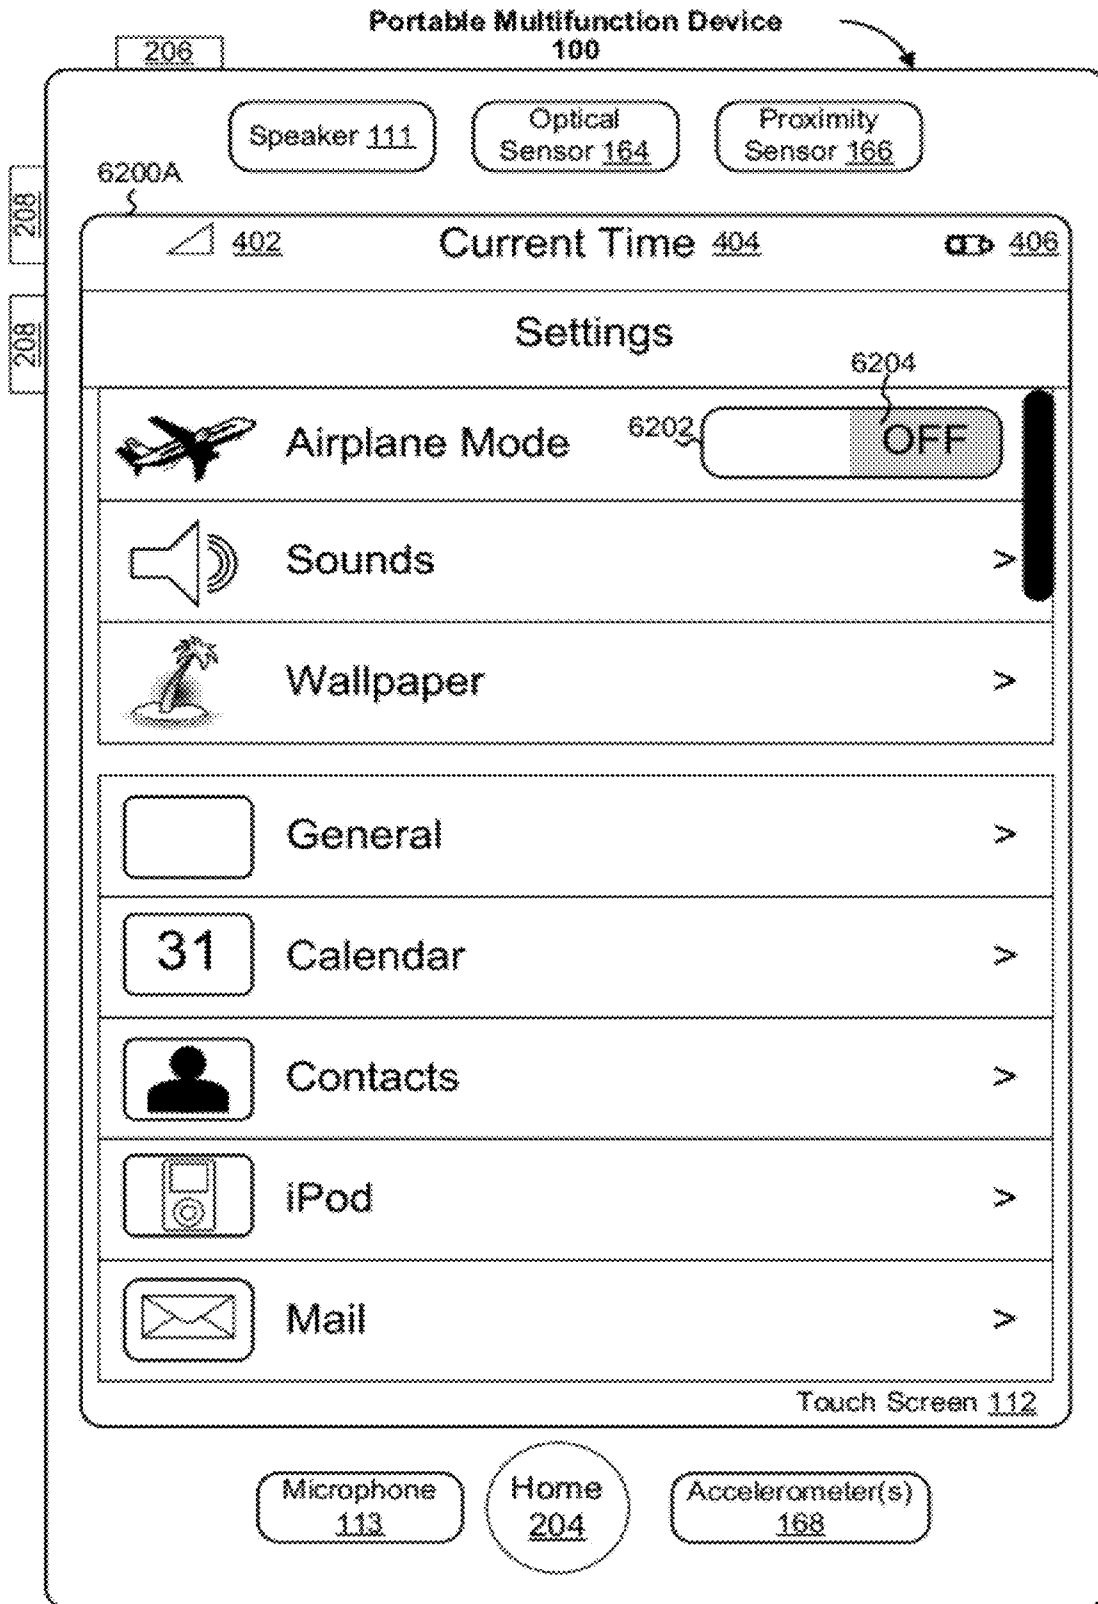 Portable Multifunction Device
100
206
Speaker 111
Optical
Sensor 164
Proximity
Sensor 166
6200A
208
208
402
Current Time 404
406
Settings
6204
Airplane Mode
6202
OFF
Sounds
>
Wallpaper
>
General
>
31
Calendar
>
Contacts
>
iPod
>
Mail
>
Touch Screen 112
Microphone
113
Home
204
Accelerometer(s)
168